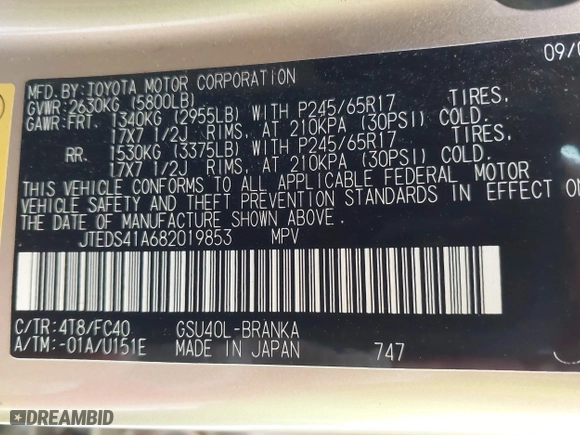 09/0
MFD. BY: TOYOTA MOTOR CORPORATION
GVWR: 2630KG (5800LB)
GAWR: FRT. 1340KG (2955LB) WITH P245/65R17 TIRES,
17X7 1/2J RIMS, AT 210KPA (30PSI) COLD.
RR. 1530KG (3375LB) WITH P245/65R17 TIRES,
17X7 1/2J RIMS, AT 210KPA (30PSI) COLD.
THIS VEHICLE CONFORMS TO ALL APPLICABLE FEDERAL MOTOR
VEHICLE SAFETY AND THEFT PREVENTION STANDARDS IN EFFECT ON
THE DATE OF MANUFACTURE SHOWN ABOVE.
JTEDS41A682019853 MPV
C/TR: 4T8/FC40 GSU40L-BRANKA
A/TM: -01A/U151E MADE IN JAPAN 747
DREAMBID